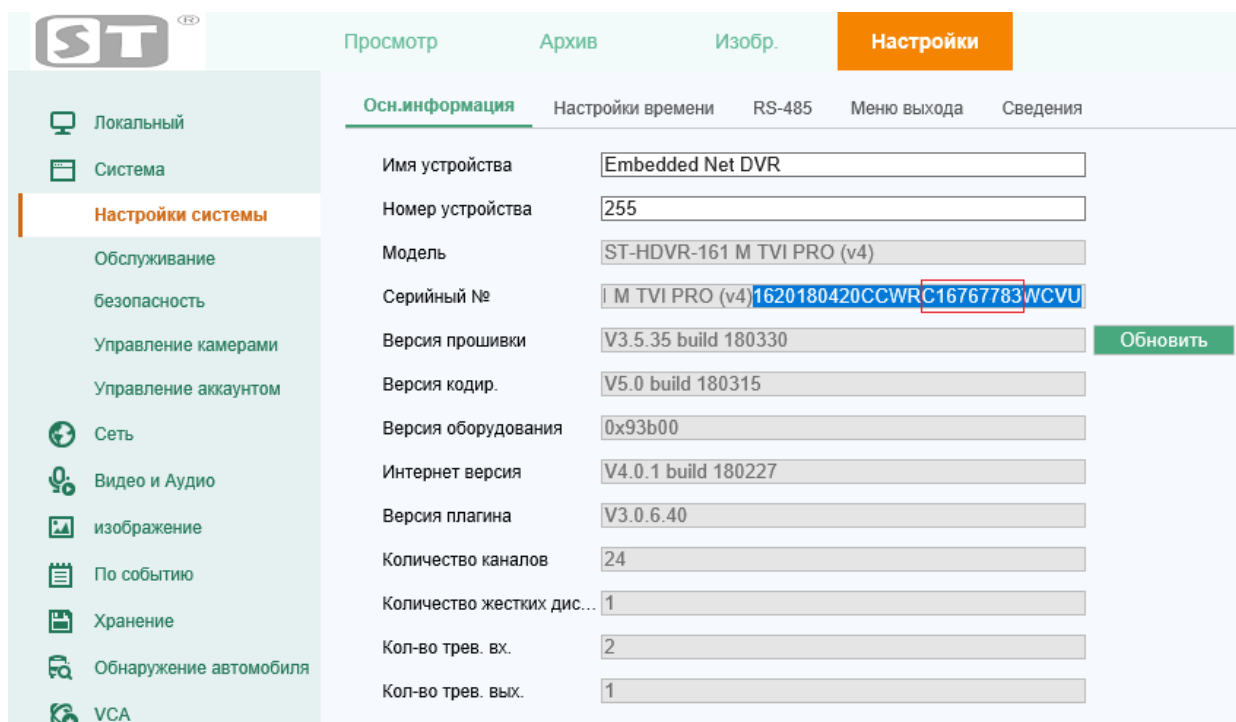 ST ®
Просмотр Архив Изобр. Настройки
Осн.информация Настройки времени RS-485 Меню выхода Сведения
Локальный
Система
Настройки системы
Обслуживание
безопасность
Управление камерами
Управление аккаунтом
Сеть
Видео и Аудио
изображение
По событию
Хранение
Обнаружение автомобиля
VCA
Имя устройства Embedded Net DVR
Номер устройства 255
Модель ST-HDVR-161 M TVI PRO (v4)
Серийный № I M TVI PRO (v4)1620180420CCWRC16767783WCVU
Версия прошивки V3.5.35 build 180330 Обновить
Версия кодир. V5.0 build 180315
Версия оборудования 0x93b00
Интернет версия V4.0.1 build 180227
Версия плагина V3.0.6.40
Количество каналов 24
Количество жестких дис... 1
Кол-во трев. вх. 2
Кол-во трев. вых. 1